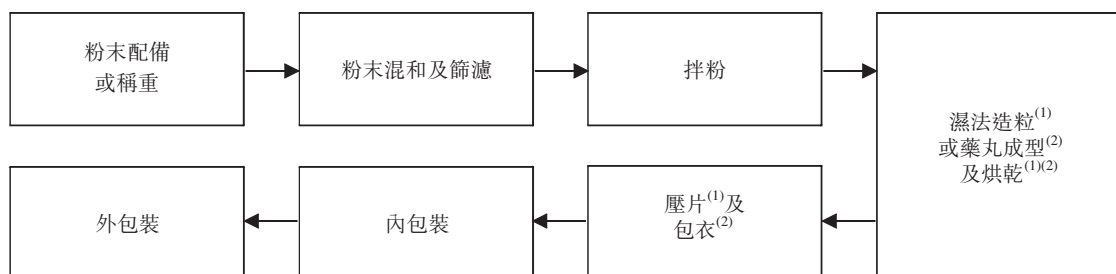 粉末配備
或稱重
粉末混和及篩濾
拌粉
濕法造粒(1)
或藥丸成型(2)
及烘乾(1)(2)
壓片(1)及
包衣(2)
內包裝
外包裝